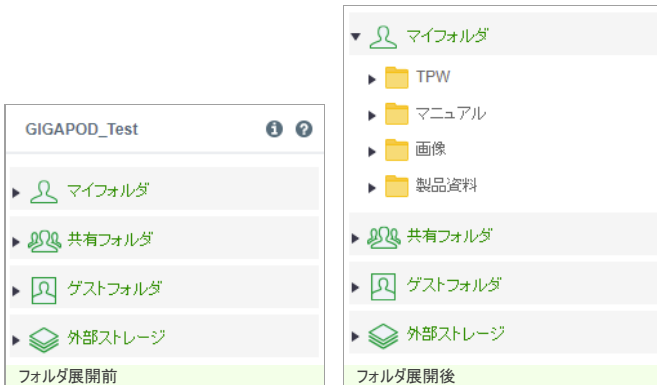 GIGAPOD_Test
マイフォルダ
共有フォルダ
ゲストフォルダ
外部ストレージ
フォルダ展開前
マイフォルダ
TPW
マニュアル
画像
製品資料
共有フォルダ
ゲストフォルダ
外部ストレージ
フォルダ展開後